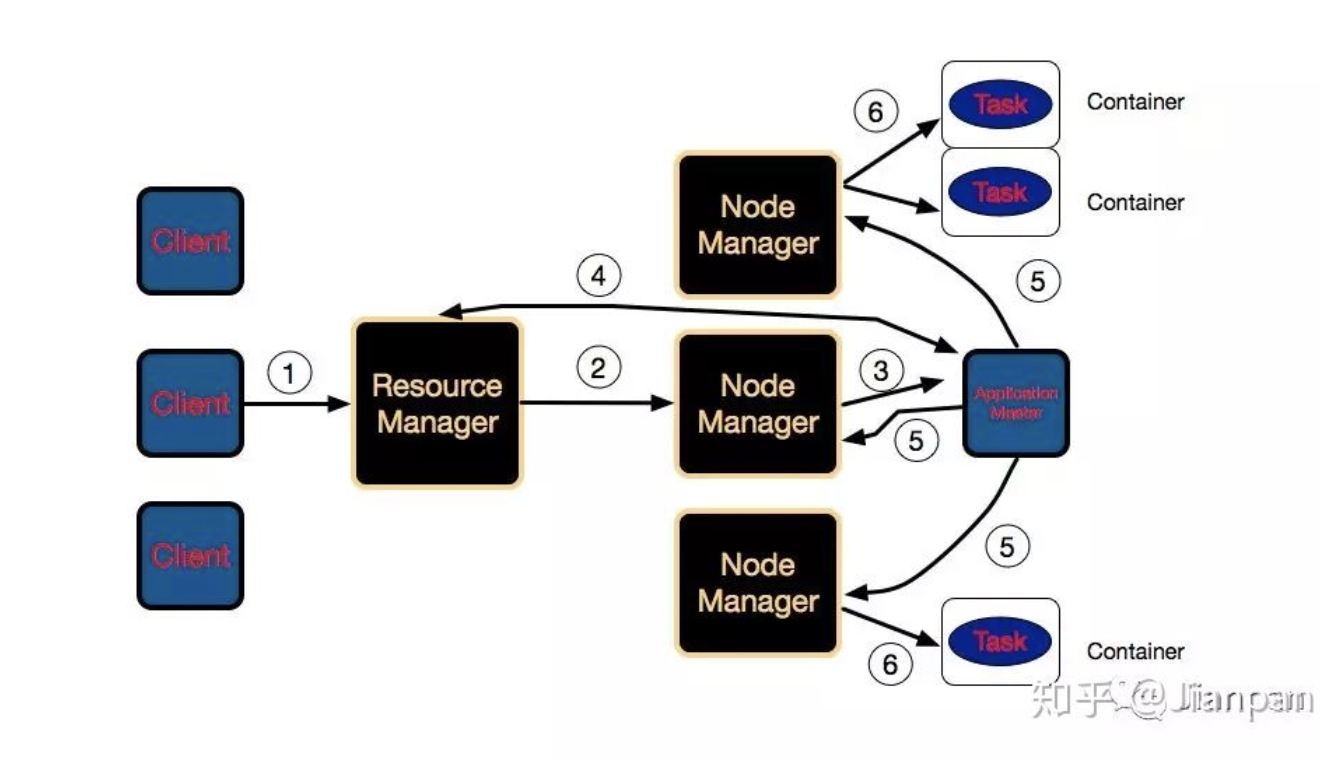 6
Task
Container
Task
Container
Node
Manager
Client
4
5
Client
1
Resource
Manager
2
Node
Manager
3
Application
Master
5
Client
Node
Manager
5
6
Task
Container
知乎 @Jianpan